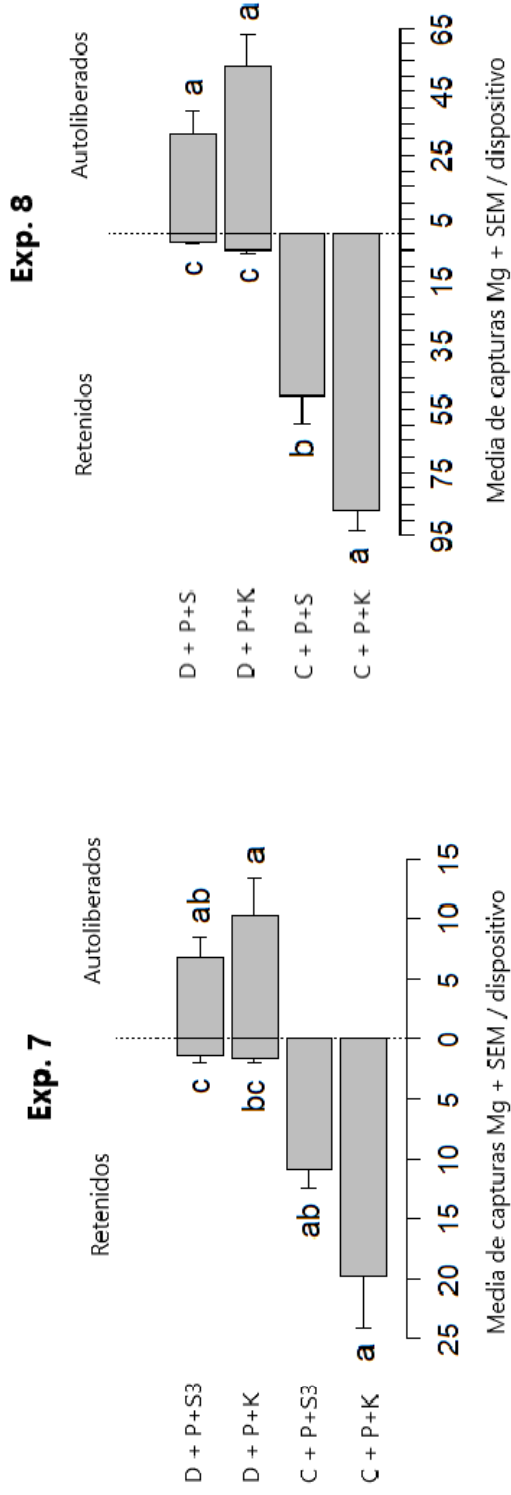 Exp. 7
Retenidos Autoliberados
D + P+S3 c ab
D + P+K bc a
C + P+S3 ab
C + P+K a
25 20 15 10 5 0 5 10 15
Media de capturas Mg + SEM / dispositivo
Exp. 8
Retenidos Autoliberados
D + P+S c a
D + P+K c a
C + P+S b
C + P+K a
95 75 55 35 15 5 25 45 65
Media de capturas Mg + SEM / dispositivo